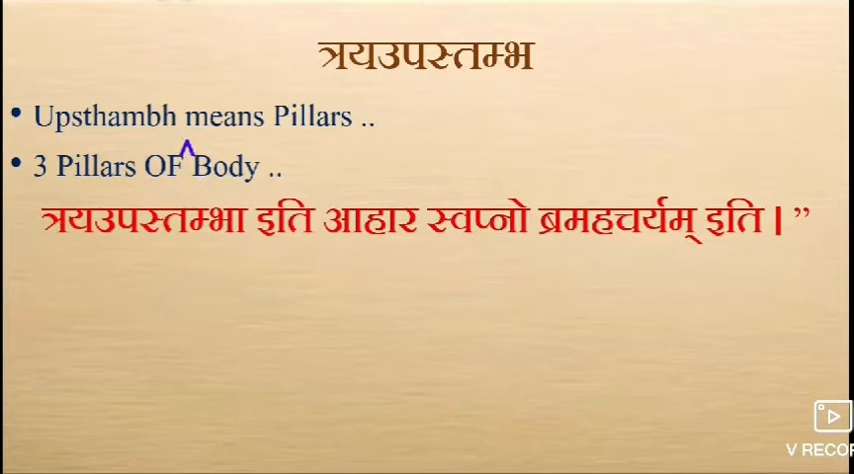 त्रयउपस्तम्भ
• Upsthambh means Pillars ..
• 3 Pillars OF Body ..
त्रयउपस्तम्भा इति आहार स्वप्नो ब्रमहचर्यम् इति । ”
V RECOR